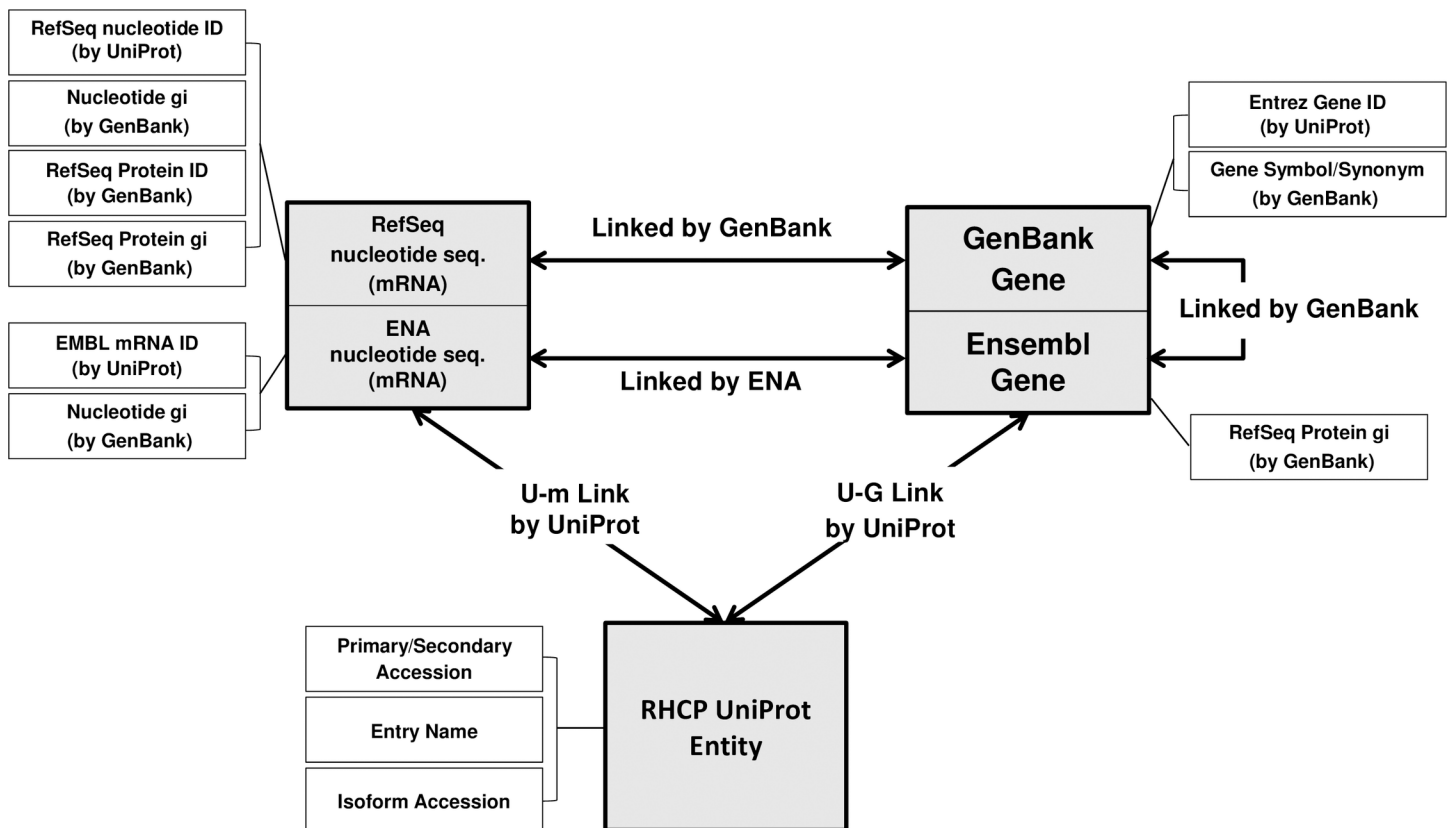 RefSeq nucleotide ID
(by UniProt)
Nucleotide gi
(by GenBank)
RefSeq Protein ID
(by GenBank)
RefSeq Protein gi
(by GenBank)
EMBL mRNA ID
(by UniProt)
Nucleotide gi
(by GenBank)
RefSeq
nucleotide seq.
(mRNA)
ENA
nucleotide seq.
(mRNA)
Linked by GenBank
Linked by ENA
GenBank
Gene
Ensembl
Gene
Entrez Gene ID
(by UniProt)
Gene Symbol/Synonym
(by GenBank)
Linked by GenBank
RefSeq Protein gi
(by GenBank)
U-m Link
by UniProt
U-G Link
by UniProt
Primary/Secondary
Accession
Entry Name
Isoform Accession
RHCP UniProt
Entity